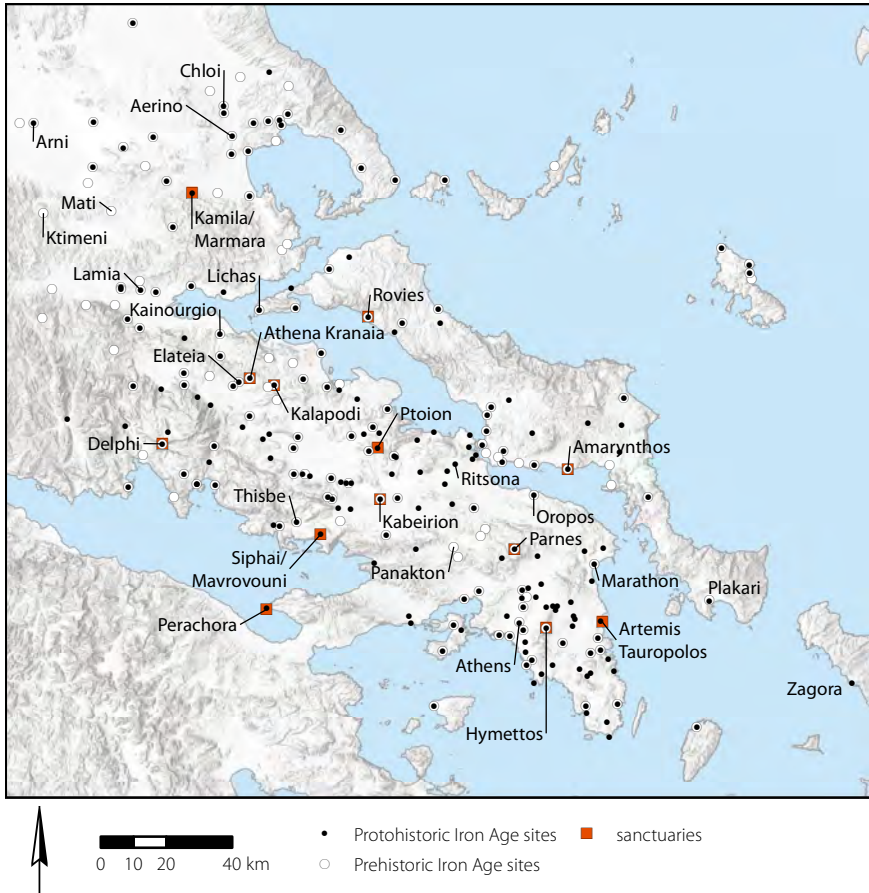 Chloi
Aerino
Arni
Mati
Ktimeni
Kamila/
Marmara
Lamia
Lichas
Rovies
Kainourgio
Athena Kranaia
Elateia
Kalapodi
Ptoion
Delphi
Amarynthos
Ritsona
Thisbe
Kabeirion
Oropos
Parnes
Siphai/
Mavrovouni
Panakton
Marathon
Plakari
Perachora
Artemis
Tauropolos
Athens
Zagora
Hymettos
0 10 20 40 km
Protohistoric Iron Age sites
sanctuaries
Prehistoric Iron Age sites